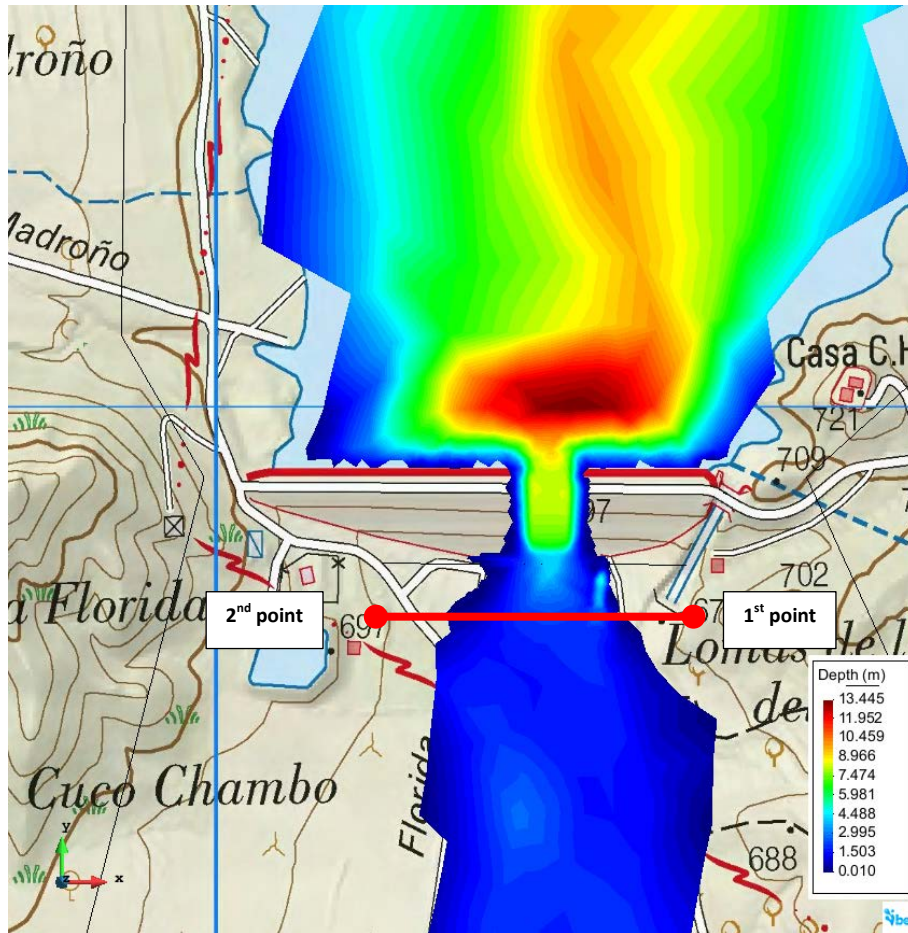 droño
Madroño
Casa C.H
721
709
97
702
a Florida
2nd point
697
67
1st point
Lomas de l
de
Depth (m)
13.445
11.952
10.459
8.966
7.474
5.981
4.488
2.995
1.503
0.010
Cuco Chambo
Florida
688
y
z
x
ibe